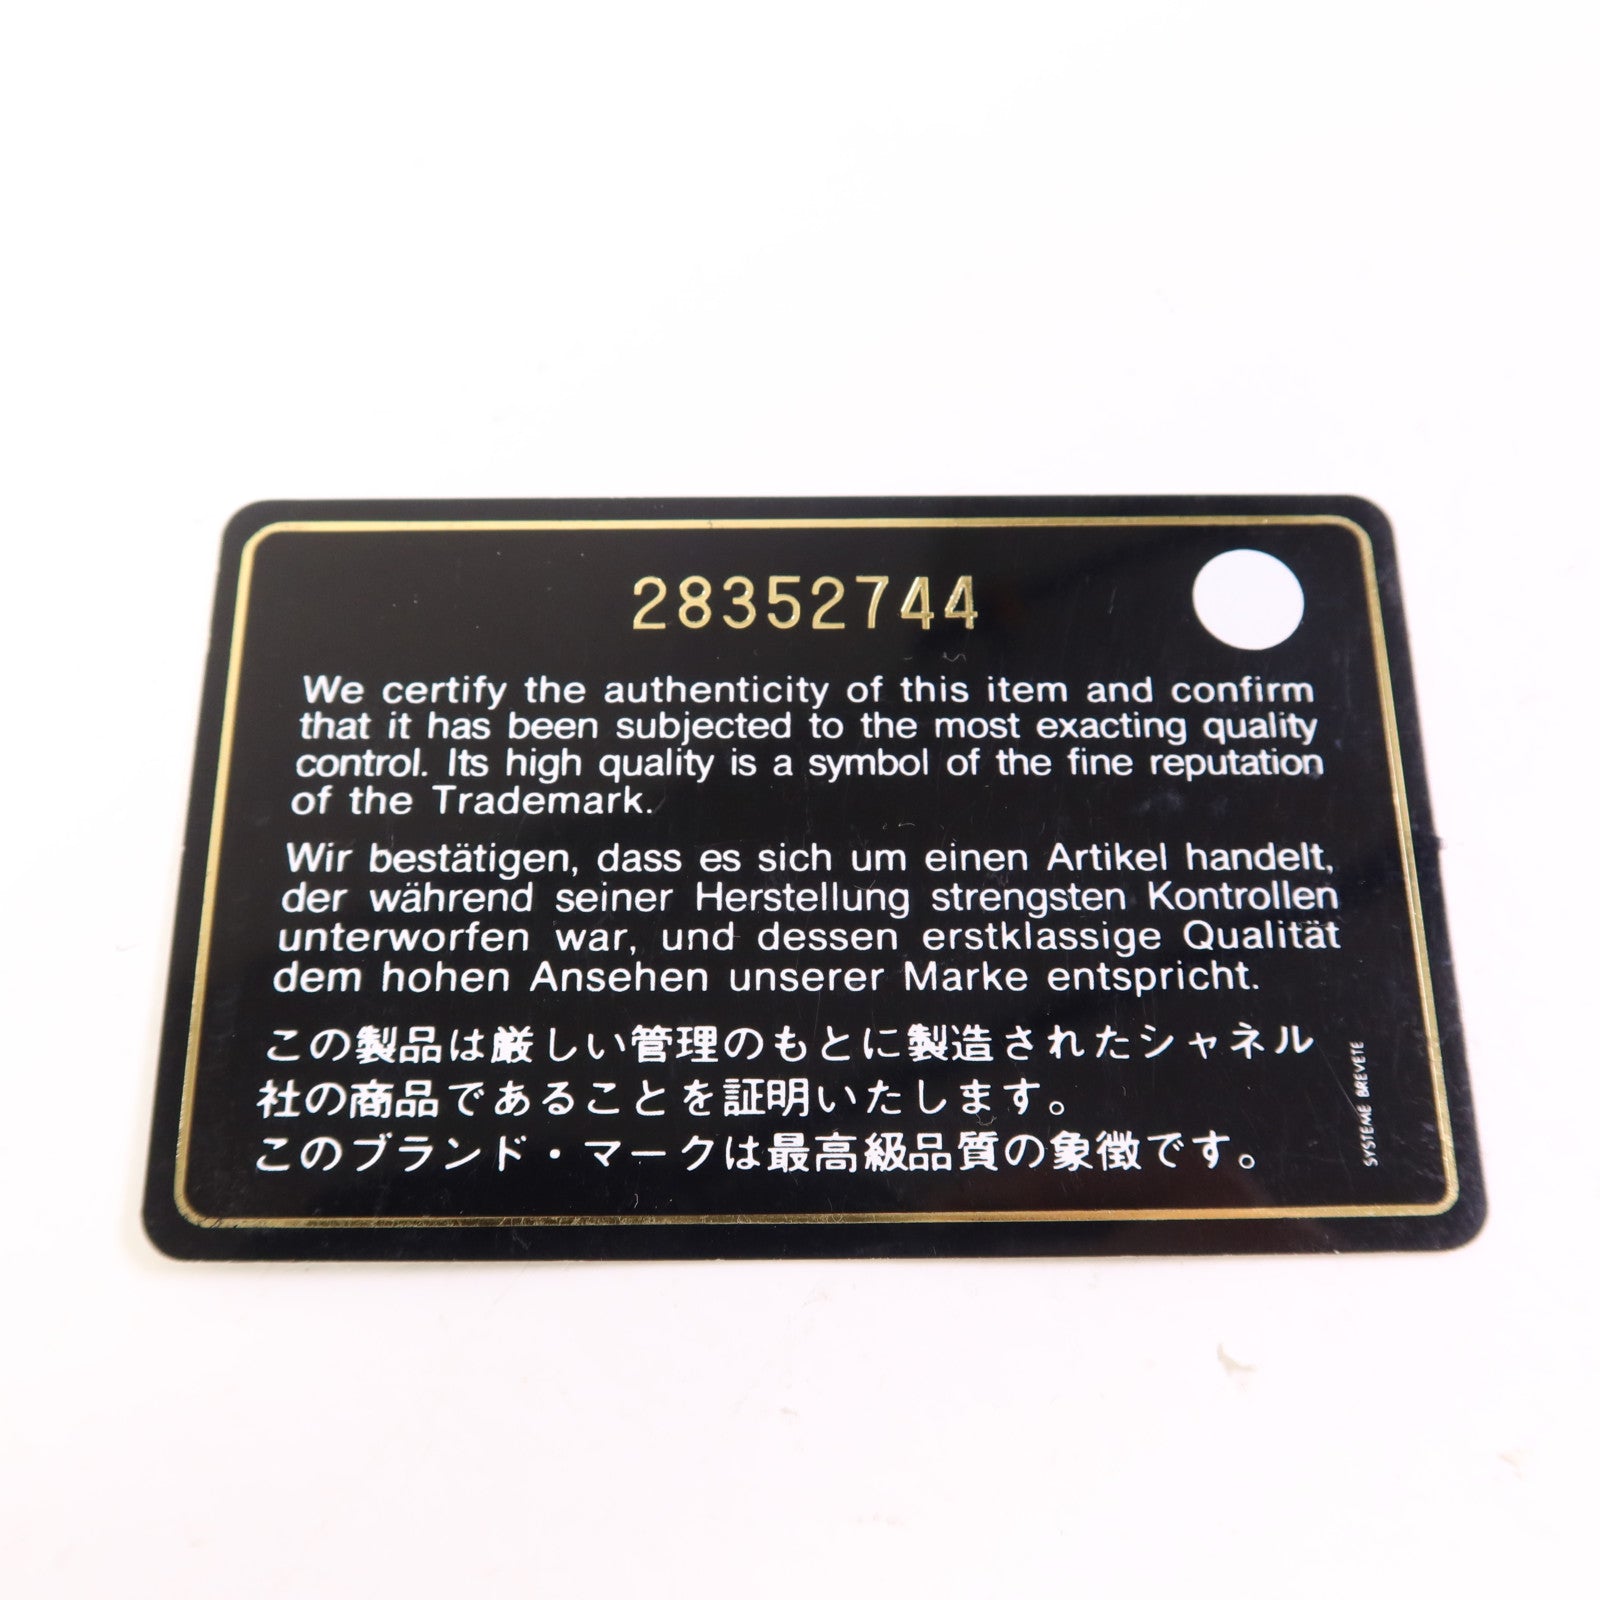 28352744
We certify the authenticity of this item and confirm
that it has been subjected to the most exacting quality
control. Its high quality is a symbol of the fine reputation
of the Trademark.
Wir bestätigen, dass es sich um einen Artikel handelt,
der während seiner Herstellung strengsten Kontrollen
unterworfen war, und dessen erstklassige Qualität
dem hohen Ansehen unserer Marke entspricht.
この製品は厳しい管理のもとに製造されたシャネル
社の商品であることを証明いたします。
このブランド・マークは最高級品質の象徴です。
SYSTEME BREVETE